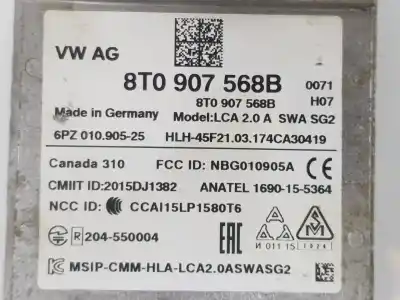 VW AG
8T0 907 568B 0071
8T0 907 568B H07
Made in Germany Model:LCA 2.0 A SWA SG2
6PZ 010.905-25 HLH-45F21.03.174CA30419
Canada 310 FCC ID: NBG010905A CE
CMIIT ID:2015DJ1382 ANATEL 1690-15-5364
NCC ID: CCAI15LP1580T6
R 204-550004 EAC И 011 15
MSIP-CMM-HLA-LCA2.0ASWASG2